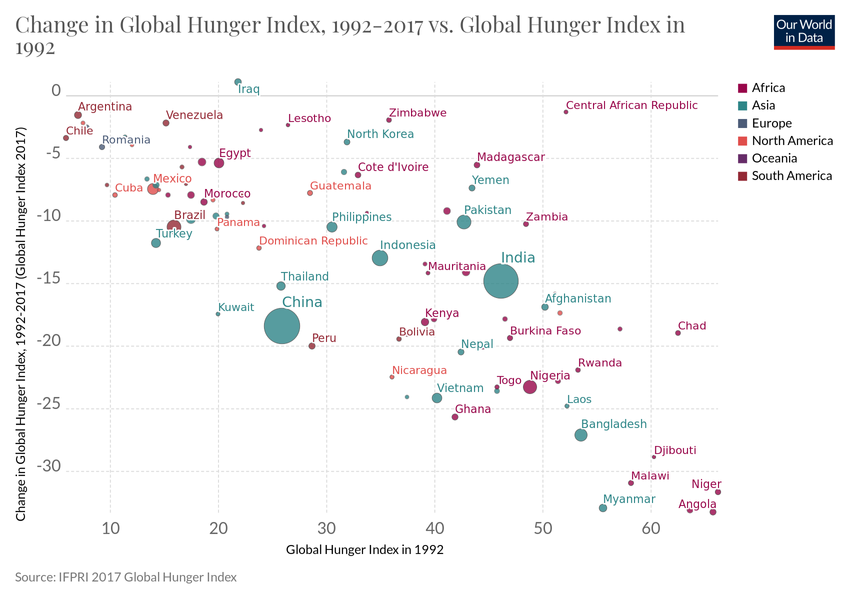 Change in Global Hunger Index, 1992-2017 vs. Global Hunger Index in
1992
Our World
in Data
0
-5
-10
-15
-20
-25
-30
10
20
30
40
50
60
Change in Global Hunger Index, 1992-2017 (Global Hunger Index 2017)
Global Hunger Index in 1992
Iraq
Argentina
Venezuela
Lesotho
Zimbabwe
Central African Republic
Chile
Romania
North Korea
Egypt
Cote d'Ivoire
Madagascar
Mexico
Cuba
Morocco
Guatemala
Yemen
Brazil
Panama
Philippines
Pakistan
Zambia
Turkey
Dominican Republic
Indonesia
India
Mauritania
Thailand
China
Kuwait
Afghanistan
Kenya
Peru
Bolivia
Burkina Faso
Chad
Nepal
Nicaragua
Rwanda
Togo
Nigeria
Vietnam
Ghana
Laos
Bangladesh
Djibouti
Malawi
Niger
Myanmar
Angola
Africa
Asia
Europe
North America
Oceania
South America
Source: IFPRI 2017 Global Hunger Index